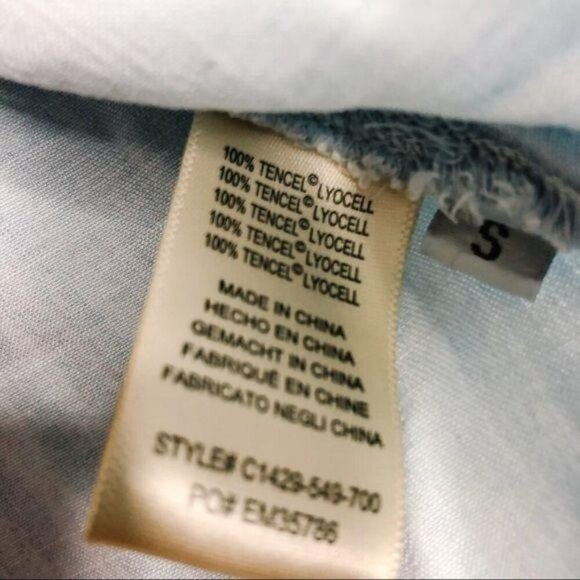 100% TENCEL©LYOCELL
100% TENCEL©LYOCELL
100% TENCEL©LYOCELL
100% TENCEL©LYOCELL
100% TENCEL©LYOCELL
MADE IN CHINA
HECHO EN CHINA
GEMACHT IN CHINA
FABRIQUÉ EN CHINE
FABRICATO NEGLI CHINA
STYLE# C1429-549-700
PO# EM35786
S